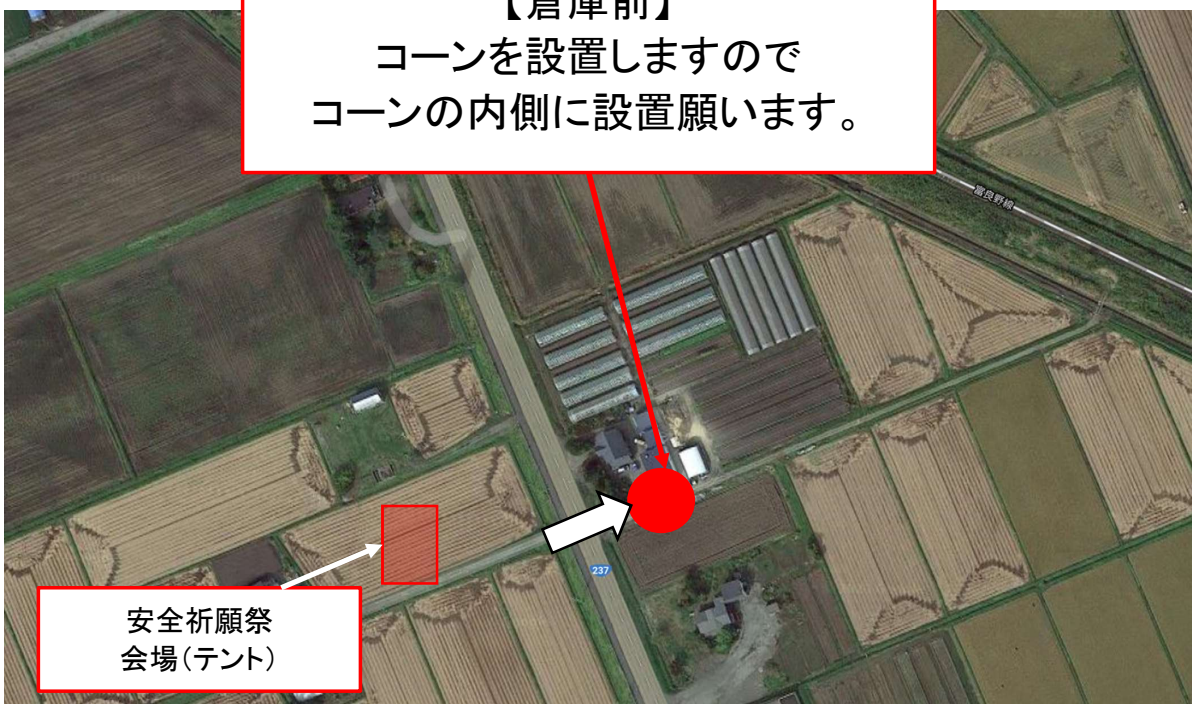 【倉庫前】
コーンを設置しますので
コーンの内側に設置願います。
富良野線
237
安全祈願祭
会場(テント)